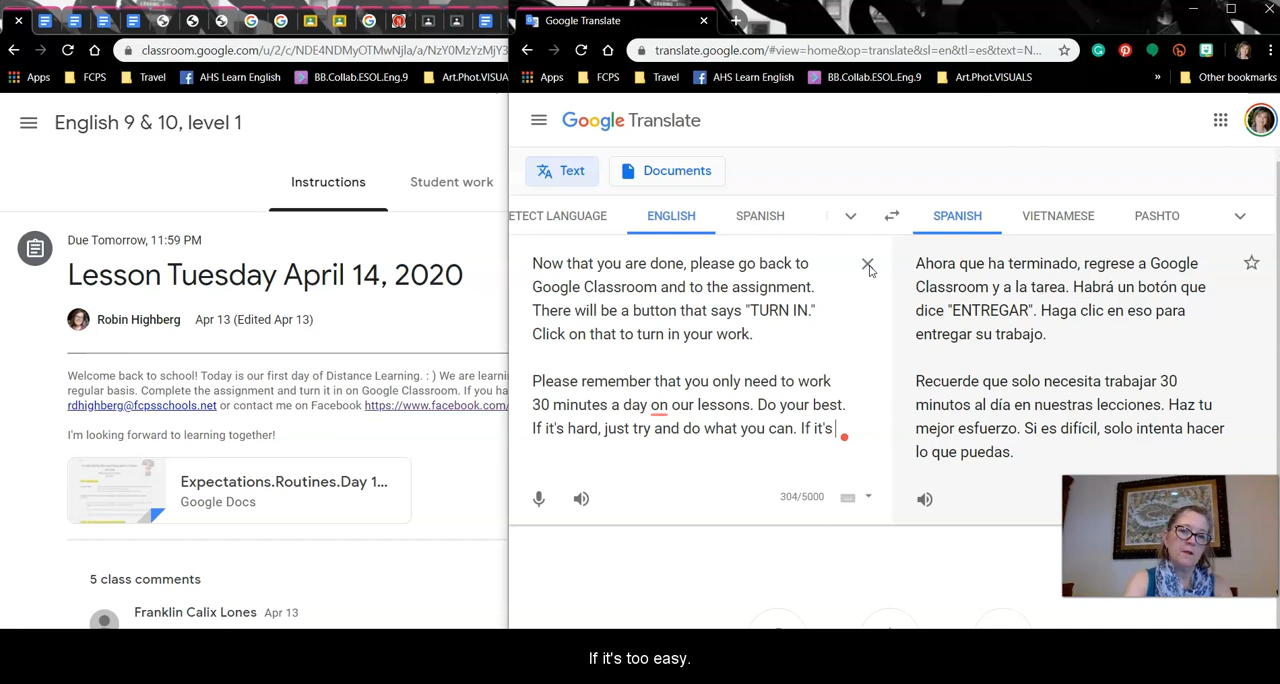 Google Translate
classroom.google.com/u/2/c/NDE4NDMyOTMwNjla/a/NzY0MzYzMjY3
translate.google.com/#view=home&op=translate&sl=en&tl=es&text=N...
Apps FCPS Travel AHS Learn English BB.Collab.ESOL.Eng.9 Art.Phot.VISUA
Apps FCPS Travel AHS Learn English BB.Collab.ESOL.Eng.9 Art.Phot.VISUALS » Other bookmarks
English 9 & 10, level 1
Instructions Student work
Due Tomorrow, 11:59 PM
Lesson Tuesday April 14, 2020
Robin Highberg Apr 13 (Edited Apr 13)
Welcome back to school! Today is our first day of Distance Learning. : ) We are learni
regular basis. Complete the assignment and turn it in on Google Classroom. If you ha
rdhighberg@fcpsschools.net or contact me on Facebook https://www.facebook.com/
I'm looking forward to learning together!
Expectations.Routines.Day 1...
Google Docs
5 class comments
Franklin Calix Lones Apr 13
Google Translate
Text Documents
ETECT LANGUAGE ENGLISH SPANISH
SPANISH VIETNAMESE PASHTO
Now that you are done, please go back to
Google Classroom and to the assignment.
There will be a button that says "TURN IN."
Click on that to turn in your work.
Please remember that you only need to work
30 minutes a day on our lessons. Do your best.
If it's hard, just try and do what you can. If it's
304/5000
Ahora que ha terminado, regrese a Google
Classroom y a la tarea. Habrá un botón que
dice "ENTREGAR". Haga clic en eso para
entregar su trabajo.
Recuerde que solo necesita trabajar 30
minutos al día en nuestras lecciones. Haz tu
mejor esfuerzo. Si es difícil, solo intenta hacer
lo que puedas.
If it's too easy.